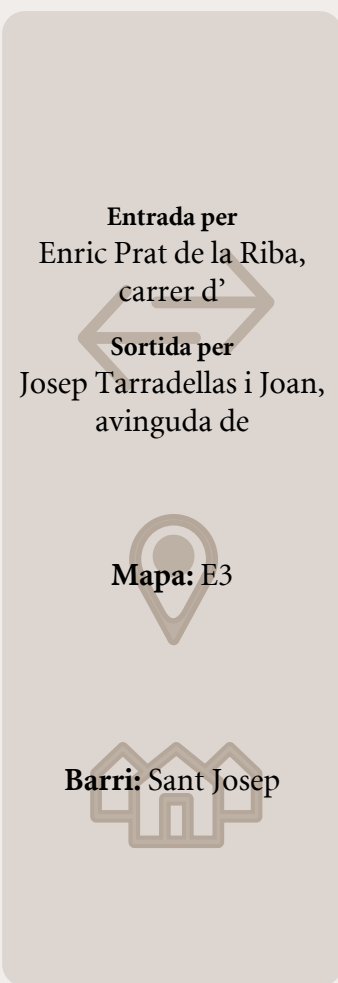 Entrada per
Enric Prat de la Riba,
carrer d’
Sortida per
Josep Tarradellas i Joan,
avinguda de
Mapa: E3
Barri: Sant Josep